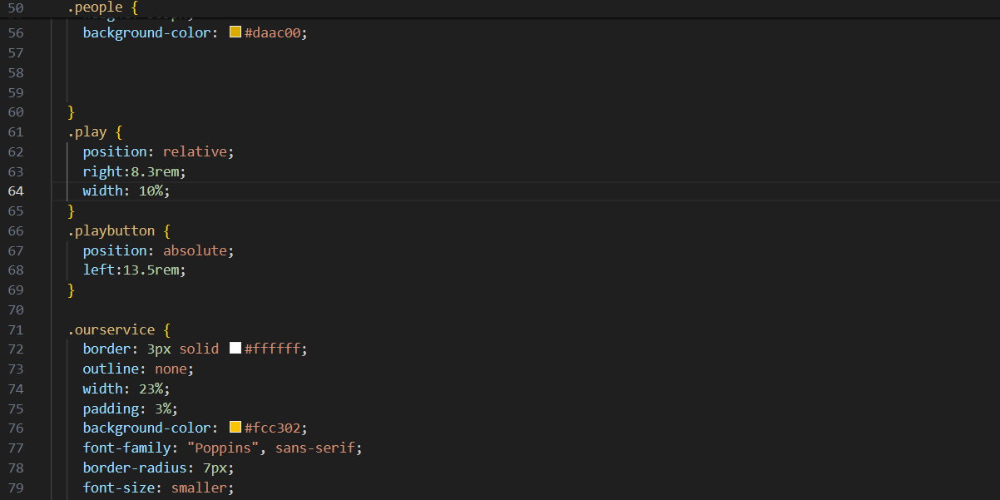 50 .people {
56 background-color: #daac00;
57
58
59
60 }
61 .play {
62 position: relative;
63 right:8.3rem;
64 width: 10%;
65 }
66 .playbutton {
67 position: absolute;
68 left:13.5rem;
69 }
70
71 .ourservice {
72 border: 3px solid #ffffff;
73 outline: none;
74 width: 23%;
75 padding: 3%;
76 background-color: #fcc302;
77 font-family: "Poppins", sans-serif;
78 border-radius: 7px;
79 font-size: smaller;